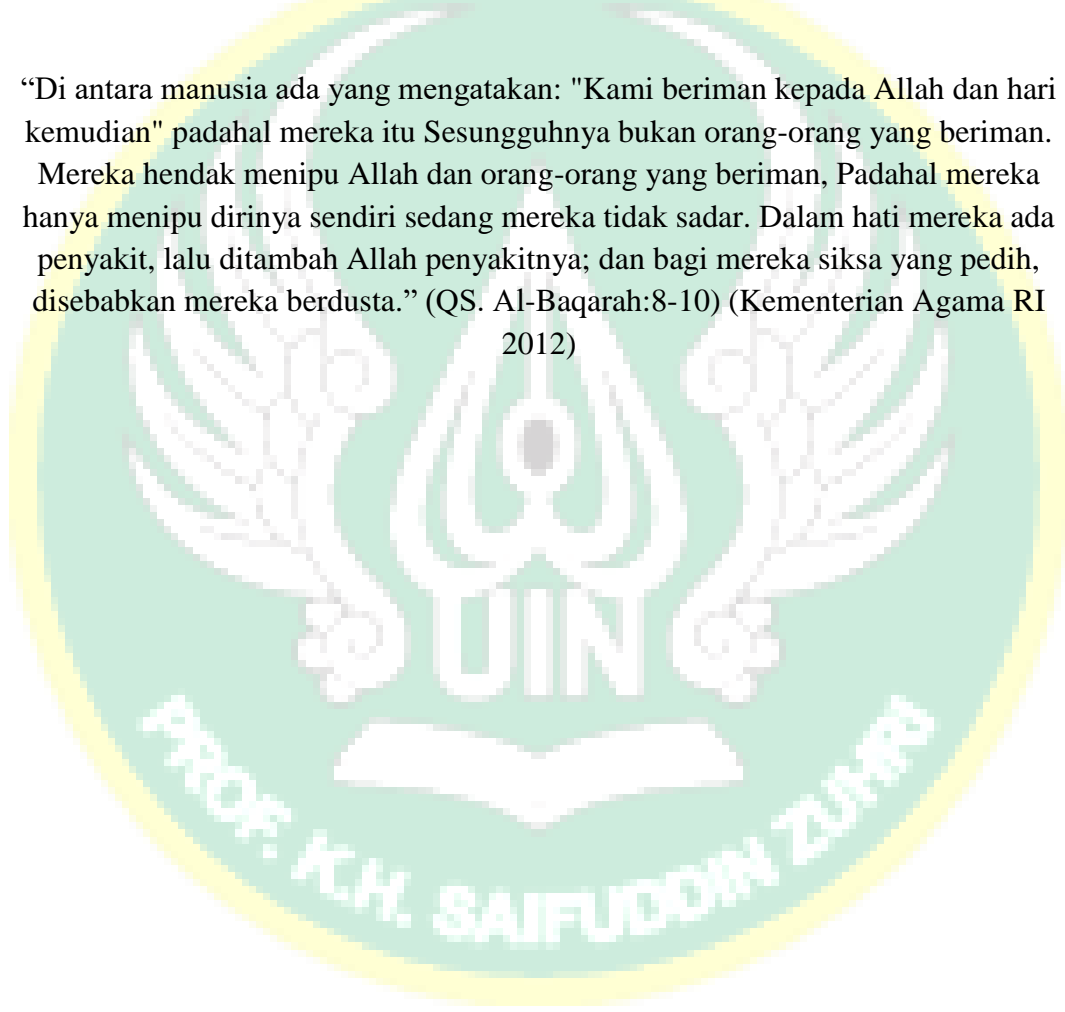 “Di antara manusia ada yang mengatakan: "Kami beriman kepada Allah dan hari
kemudian" padahal mereka itu Sesungguhnya bukan orang-orang yang beriman.
Mereka hendak menipu Allah dan orang-orang yang beriman, Padahal mereka
hanya menipu dirinya sendiri sedang mereka tidak sadar. Dalam hati mereka ada
penyakit, lalu ditambah Allah penyakitnya; dan bagi mereka siksa yang pedih,
disebabkan mereka berdusta.” (QS. Al-Baqarah:8-10) (Kementerian Agama RI
2012)
UIN
PROF. K.H. SAIFUDDIN ZUHRI